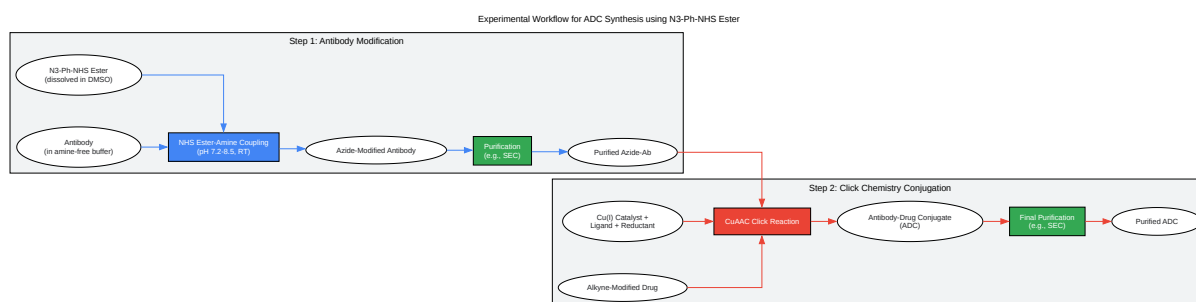 Experimental Workflow for ADC Synthesis using N3-Ph-NHS Ester
Step 1: Antibody Modification
N3-Ph-NHS Ester
(dissolved in DMSO)
Antibody
(in amine-free buffer)
NHS Ester-Amine Coupling
(pH 7.2-8.5, RT)
Azide-Modified Antibody
Purification
(e.g., SEC)
Purified Azide-Ab
Step 2: Click Chemistry Conjugation
Cu(I) Catalyst +
Ligand + Reductant
CuAAC Click Reaction
Antibody-Drug Conjugate
(ADC)
Final Purification
(e.g., SEC)
Purified ADC
Alkyne-Modified Drug